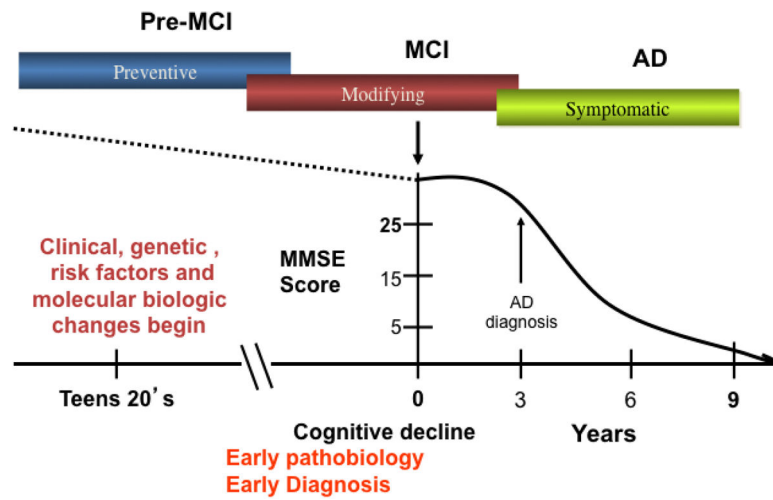 Pre-MCI
MCI
AD
Preventive
Modifying
Symptomatic
Clinical, genetic ,
risk factors and
molecular biologic
changes begin
MMSE
Score
25
15
5
AD
diagnosis
Teens 20's
0
3
6
9
Cognitive decline
Years
Early pathobiology
Early Diagnosis